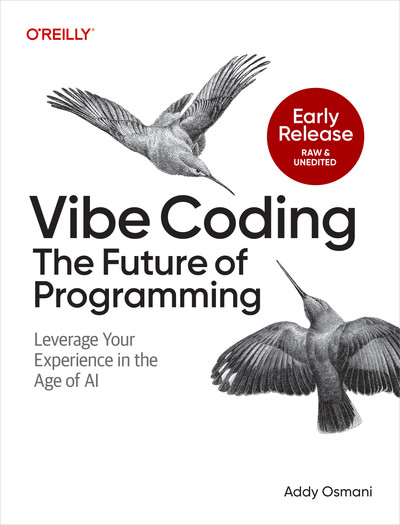 O'REILLY®
Early
Release
RAW &
UNEDITED
Vibe Coding
The Future of
Programming
Leverage Your
Experience in the
Age of AI
Addy Osmani